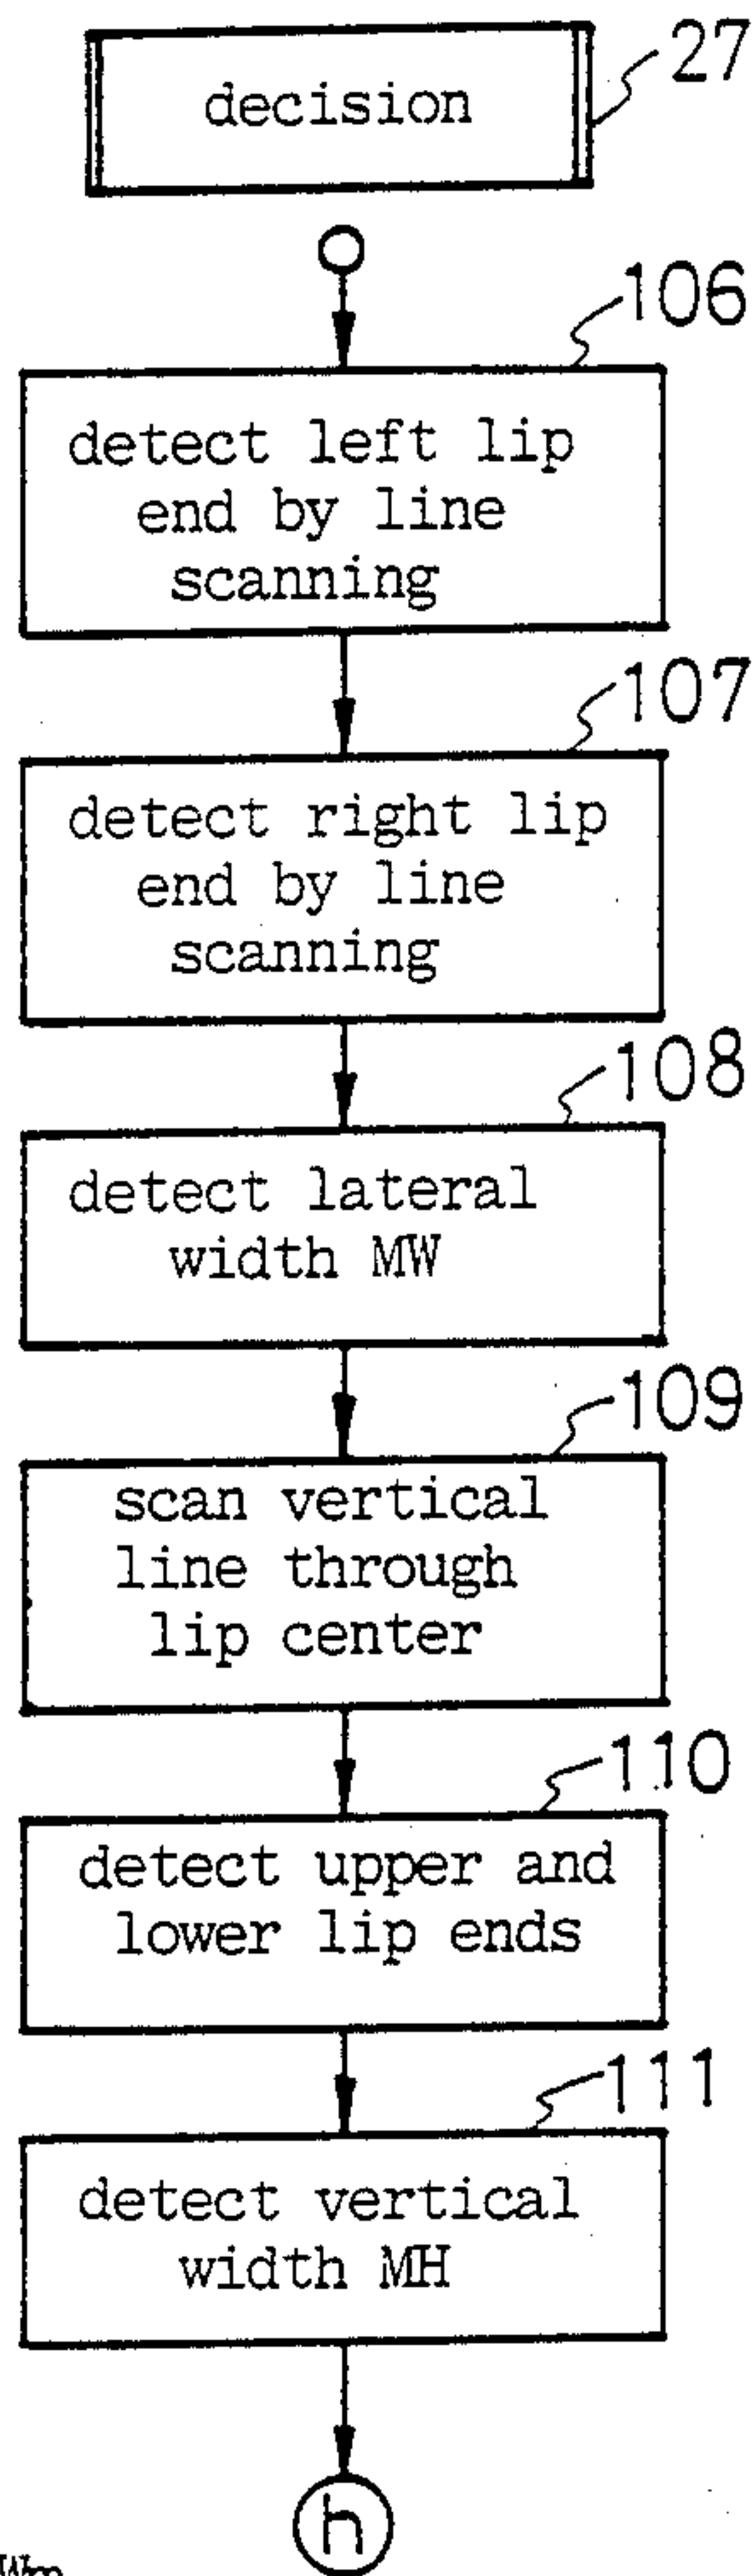 decision
27
106
detect left lip
end by line
scanning
107
detect right lip
end by line
scanning
108
detect lateral
width MW
109
scan vertical
line through
lip center
110
detect upper and
lower lip ends
111
detect vertical
width MH
h